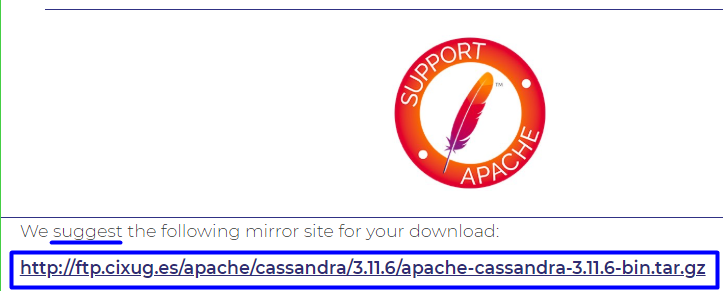 SUPPORT
APACHE
TM
We suggest the following mirror site for your download:
http://ftp.cixug.es/apache/cassandra/3.11.6/apache-cassandra-3.11.6-bin.tar.gz